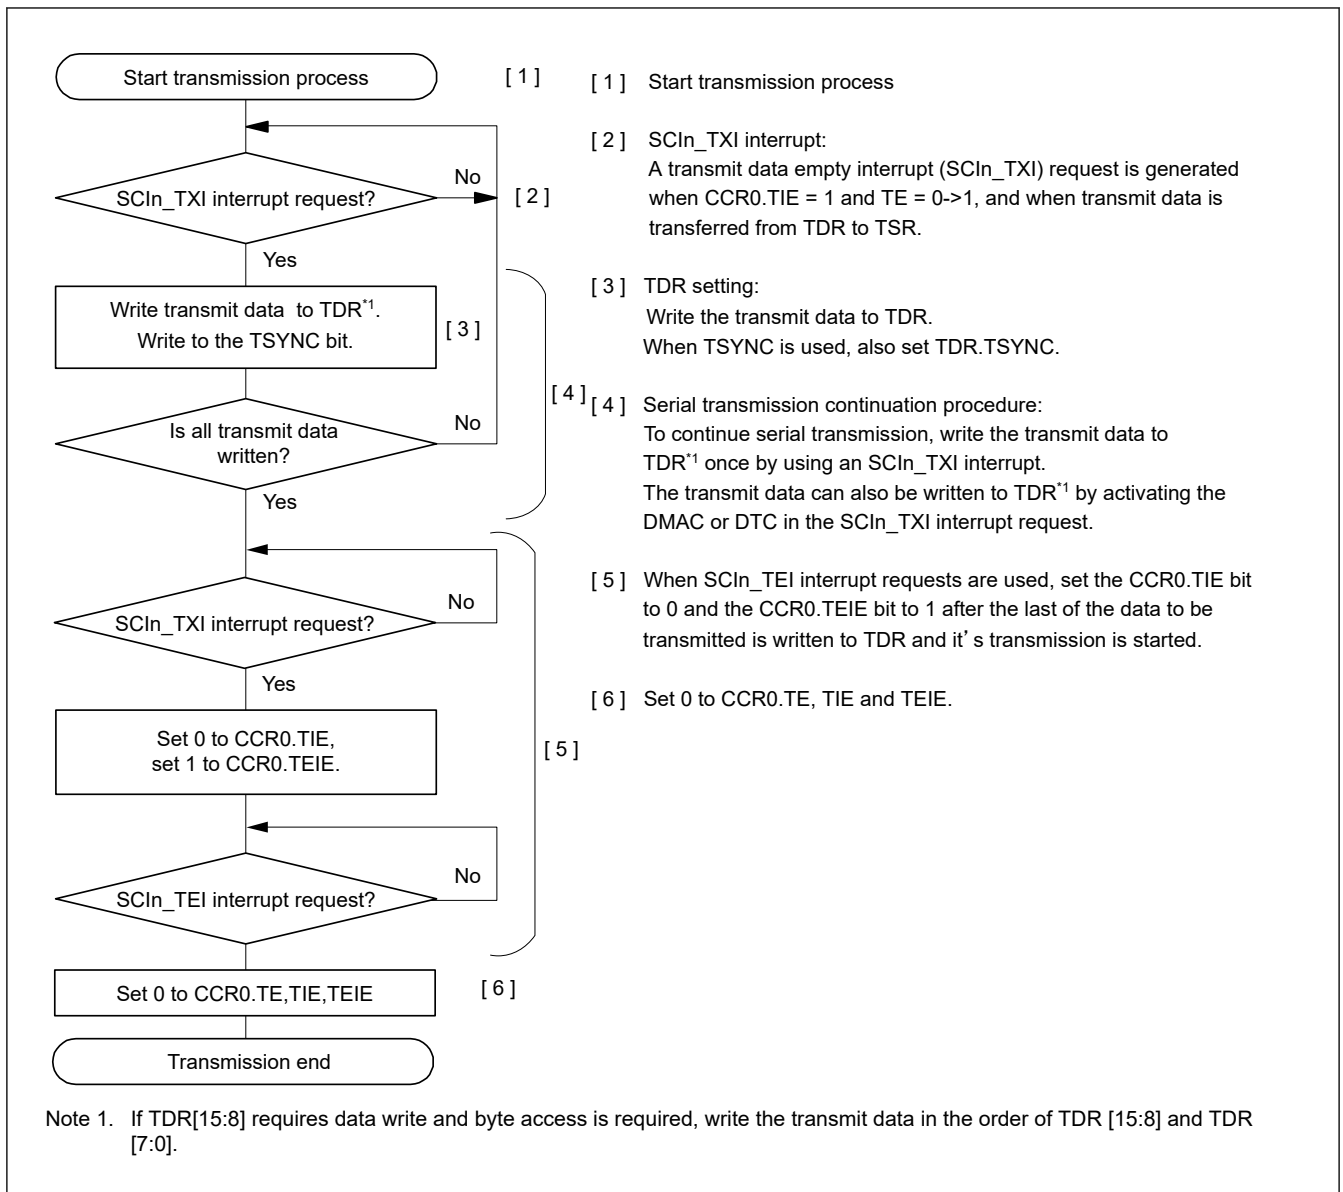 Start transmission process
[ 1 ]
SCIn_TXI interrupt request?
No
[ 2 ]
Yes
Write transmit data to TDR*1.
Write to the TSYNC bit.
[ 3 ]
Is all transmit data
written?
No
[ 4 ]
Yes
SCIn_TXI interrupt request?
No
Yes
Set 0 to CCR0.TIE,
set 1 to CCR0.TEIE.
[ 5 ]
SCIn_TEI interrupt request?
No
Set 0 to CCR0.TE,TIE,TEIE
[ 6 ]
Transmission end
[ 1 ] Start transmission process
[ 2 ] SCIn_TXI interrupt:
A transmit data empty interrupt (SCIn_TXI) request is generated
when CCR0.TIE = 1 and TE = 0->1, and when transmit data is
transferred from TDR to TSR.
[ 3 ] TDR setting:
Write the transmit data to TDR.
When TSYNC is used, also set TDR.TSYNC.
[ 4 ] Serial transmission continuation procedure:
To continue serial transmission, write the transmit data to
TDR*1 once by using an SCIn_TXI interrupt.
The transmit data can also be written to TDR*1 by activating the
DMAC or DTC in the SCIn_TXI interrupt request.
[ 5 ] When SCIn_TEI interrupt requests are used, set the CCR0.TIE bit
to 0 and the CCR0.TEIE bit to 1 after the last of the data to be
transmitted is written to TDR and it's transmission is started.
[ 6 ] Set 0 to CCR0.TE, TIE and TEIE.
Note 1. If TDR[15:8] requires data write and byte access is required, write the transmit data in the order of TDR [15:8] and TDR
[7:0].